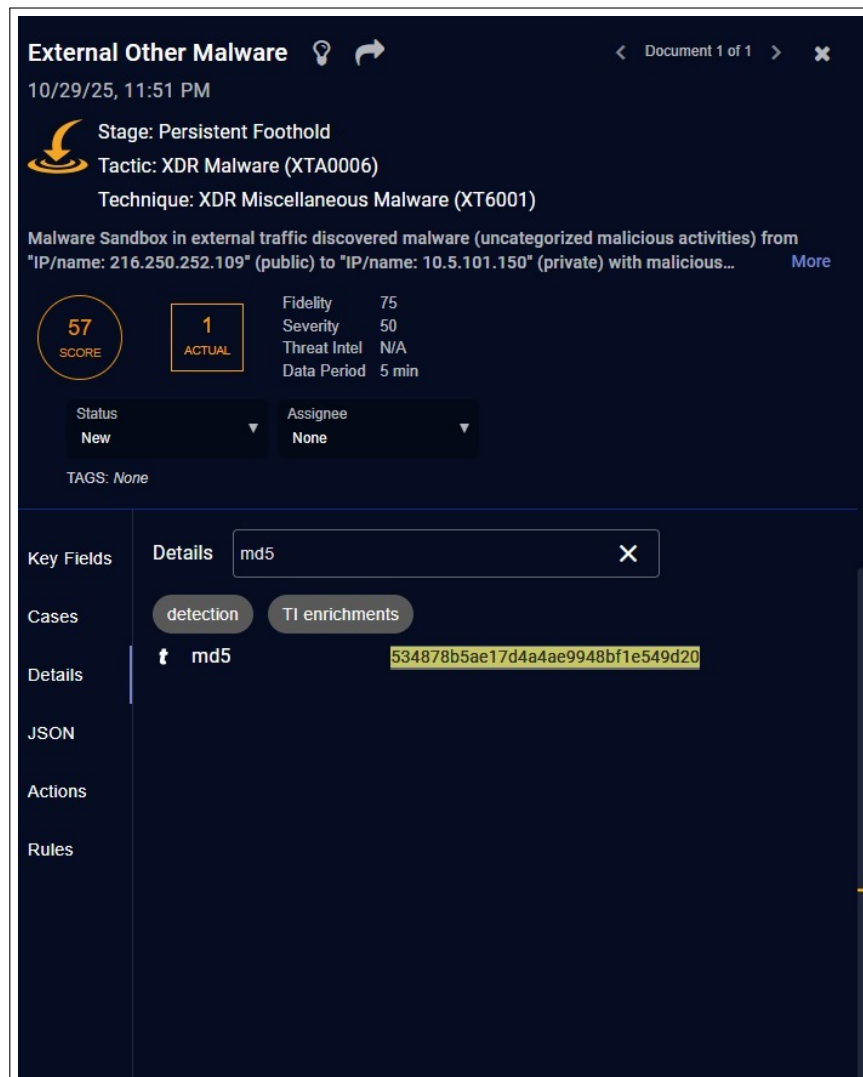 External Other Malware
Document 1 of 1
10/29/25, 11:51 PM
Stage: Persistent Foothold
Tactic: XDR Malware (XTA0006)
Technique: XDR Miscellaneous Malware (XT6001)
Malware Sandbox in external traffic discovered malware (uncategorized malicious activities) from
"IP/name: 216.250.252.109" (public) to "IP/name: 10.5.101.150" (private) with malicious... More
57
SCORE
1
ACTUAL
Fidelity 75
Severity 50
Threat Intel N/A
Data Period 5 min
Status
New
Assignee
None
TAGS: None
Key Fields
Cases
Details
JSON
Actions
Rules
Details md5
detection TI enrichments
t md5 534878b5ae17d4a4ae9948bf1e549d20